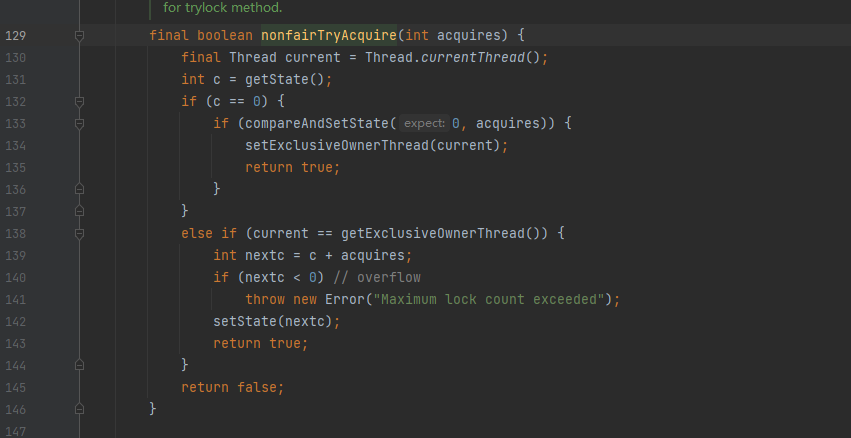 for trylock method.
129 final boolean nonfairTryAcquire(int acquires) {
130 final Thread current = Thread.currentThread();
131 int c = getState();
132 if (c == 0) {
133 if (compareAndSetState( expect: 0, acquires)) {
134 setExclusiveOwnerThread(current);
135 return true;
136 }
137 }
138 else if (current == getExclusiveOwnerThread()) {
139 int nextc = c + acquires;
140 if (nextc < 0) // overflow
141 throw new Error("Maximum lock count exceeded");
142 setState(nextc);
143 return true;
144 }
145 return false;
146 }
147